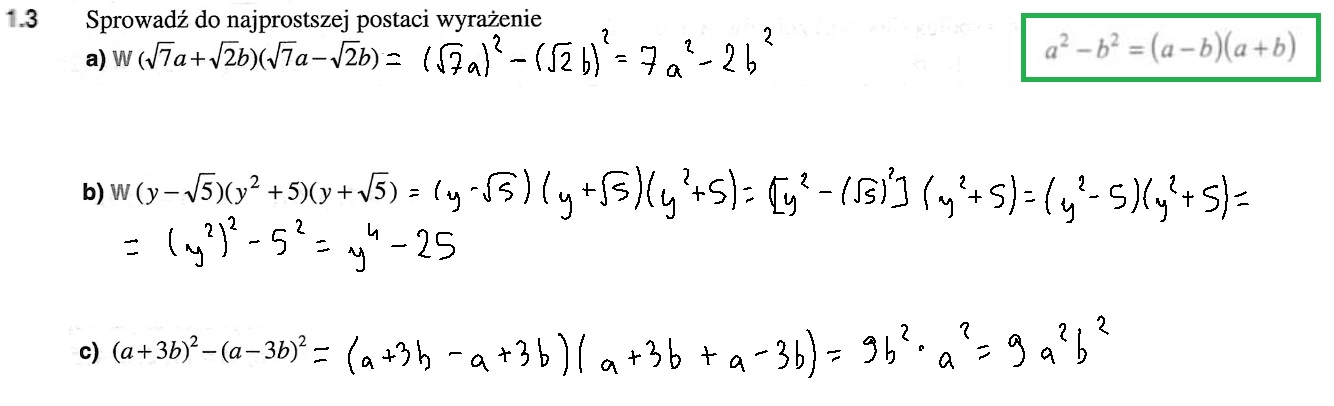 1.3 Sprowadź do najprostszej postaci wyrażenie
a) W (√7a+√2b)(√7a−√2b) = (√7a)² − (√2b)² = 7a² − 2b²
a² − b² = (a − b)(a + b)
b) W (y−√5)(y² +5)(y+√5) = (y-√5)(y+√5)(y²+5) = [y² − (√5)²] (y²+5) = (y²−5)(y²+5) =
= (y²)² − 5² = y⁴ − 25
c) (a+3b)²−(a−3b)² = (a+3b − a+3b)(a+3b + a−3b) = 9b² · a² = 9a²b²